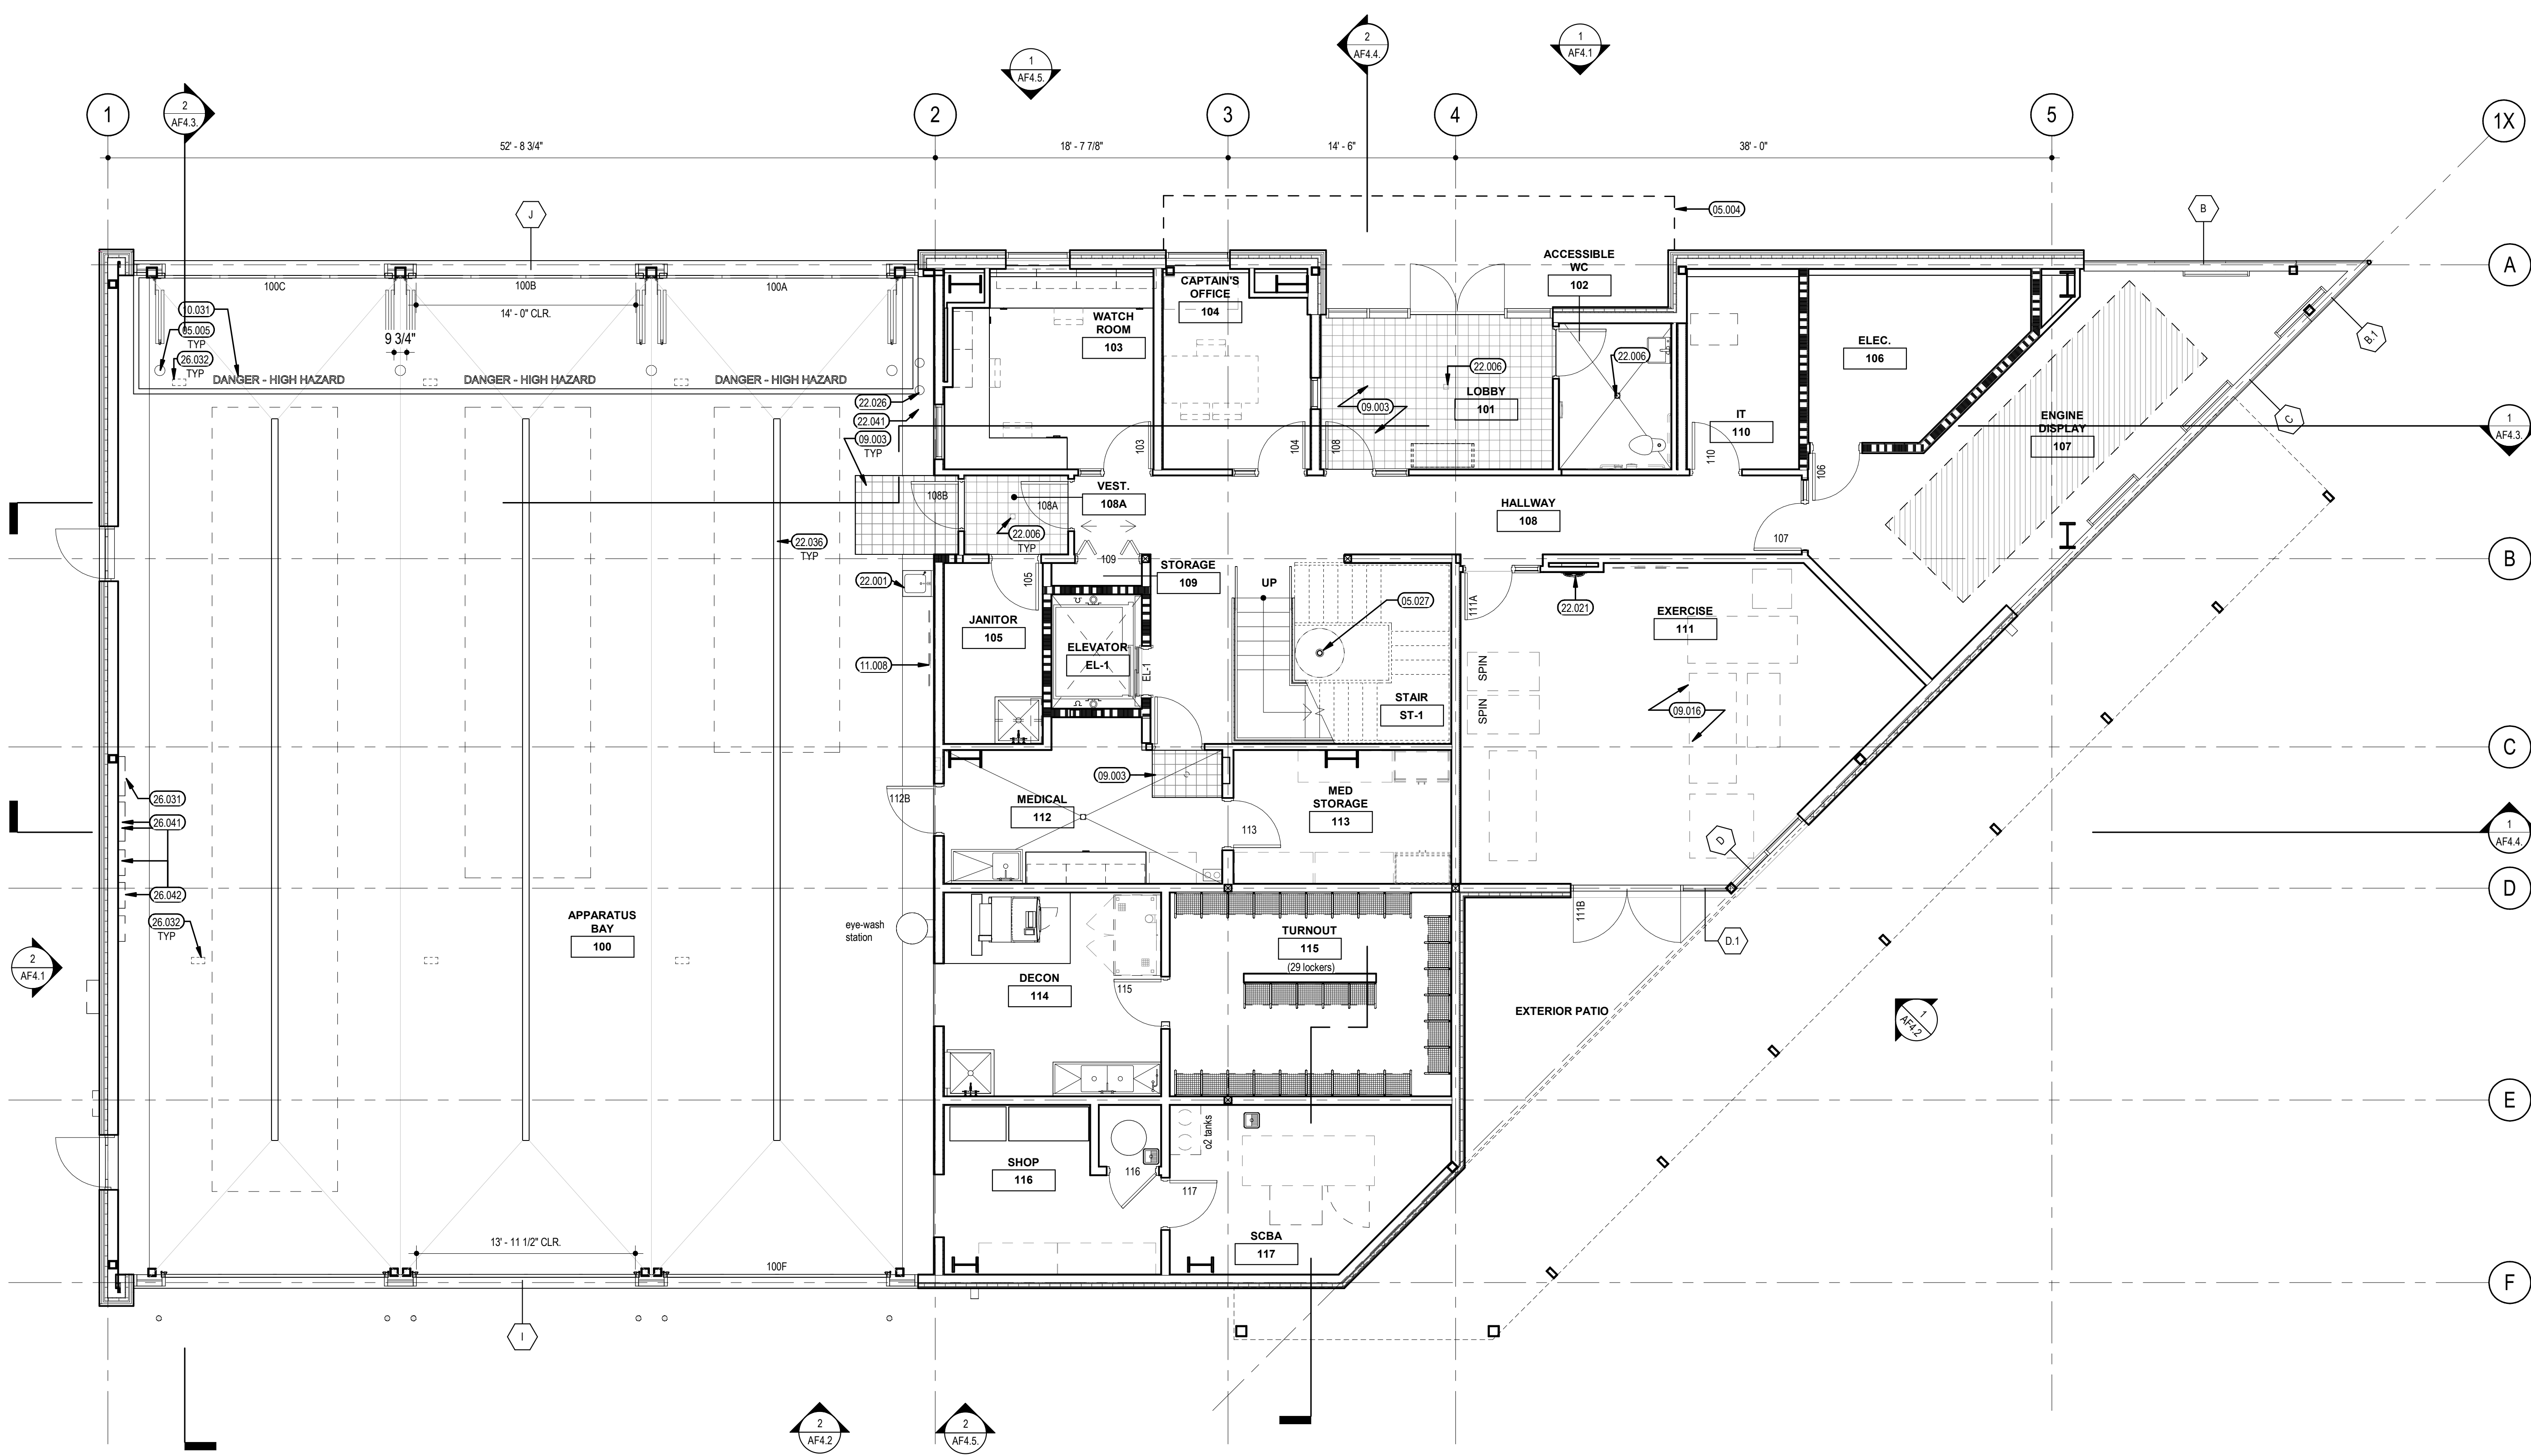 1
AF4.5.
2
AF4.4.
1
AF4.1
1
2
AF4.3.
2
3
4
5
1X
52' - 8 3/4"
18' - 7 7/8"
14' - 6"
38' - 0"
J
05.004
B
A
ACCESSIBLE
WC
102
100C
100B
100A
CAPTAIN'S
OFFICE
104
10.031
14' - 0" CLR.
05.005
TYP
9 3/4"
26.032
TYP
WATCH
ROOM
103
B.1
ELEC.
106
22.006
22.006
DANGER - HIGH HAZARD
DANGER - HIGH HAZARD
DANGER - HIGH HAZARD
LOBBY
101
22.026
09.003
22.041
IT
110
ENGINE
DISPLAY
107
C
1
AF4.3.
09.003
TYP
103
104
108
110
106
VEST.
108A
108B
108A
HALLWAY
108
22.006
TYP
22.036
TYP
107
109
B
STORAGE
109
22.001
105
UP
05.027
111A
22.021
EXERCISE
111
JANITOR
105
ELEVATOR
EL-1
EL-1
11.008
SPIN
STAIR
ST-1
SPIN
09.016
C
09.003
26.031
112B
MEDICAL
112
MED
STORAGE
113
26.041
113
D
1
AF4.4.
26.042
D
26.032
TYP
APPARATUS
BAY
100
eye-wash
station
111B
TURNOUT
115
(29 lockers)
D.1
2
AF4.1
DECON
114
115
EXTERIOR PATIO
1
AF4.2
E
o2 tanks
SHOP
116
116
117
13' - 11 1/2" CLR.
SCBA
117
100F
F
I
2
AF4.2
2
AF4.5.